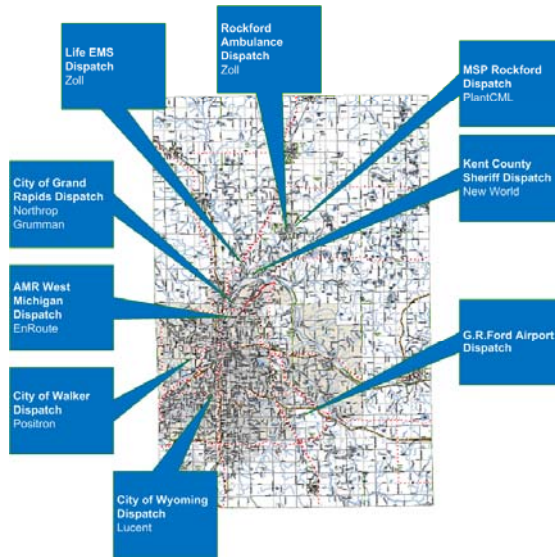 Life EMS
Dispatch
Zoll
Rockford
Ambulance
Dispatch
Zoll
MSP Rockford
Dispatch
PlantCML
City of Grand
Rapids Dispatch
Northrop
Grumman
Kent County
Sheriff Dispatch
New World
AMR West
Michigan
Dispatch
EnRoute
G.R.Ford Airport
Dispatch
City of Walker
Dispatch
Positron
City of Wyoming
Dispatch
Lucent